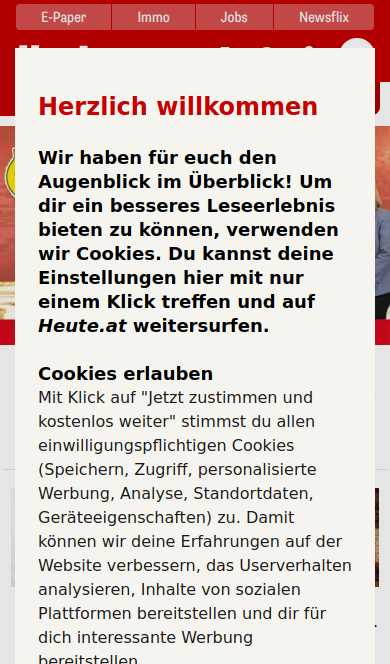 E-Paper
Immo
Jobs
Newsflix
Herzlich willkommen
Wir haben für euch den
Augenblick im Überblick! Um
dir ein besseres Leseerlebnis
bieten zu können, verwenden
wir Cookies. Du kannst deine
Einstellungen hier mit nur
einem Klick treffen und auf
Heute.at weitersurfen.
Cookies erlauben
Mit Klick auf "Jetzt zustimmen und
kostenlos weiter" stimmst du allen
einwilligungspflichtigen Cookies
(Speichern, Zugriff, personalisierte
Werbung, Analyse, Standortdaten,
Geräteeigenschaften) zu. Damit
können wir deine Erfahrungen auf der
Website verbessern, das Userverhalten
analysieren, Inhalte von sozialen
Plattformen bereitstellen und dir für
dich interessante Werbung
bereitstellen